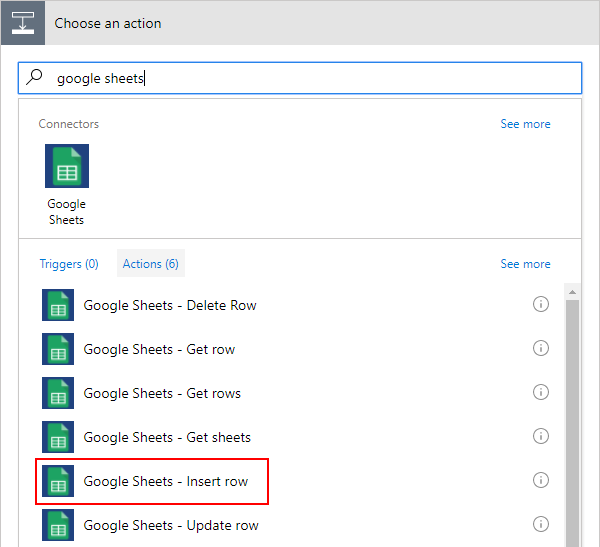 Choose an action
google sheets
Connectors
See more
Google
Sheets
Triggers (0)
Actions (6)
See more
Google Sheets - Delete Row
Google Sheets - Get row
Google Sheets - Get rows
Google Sheets - Get sheets
Google Sheets - Insert row
Google Sheets - Update row